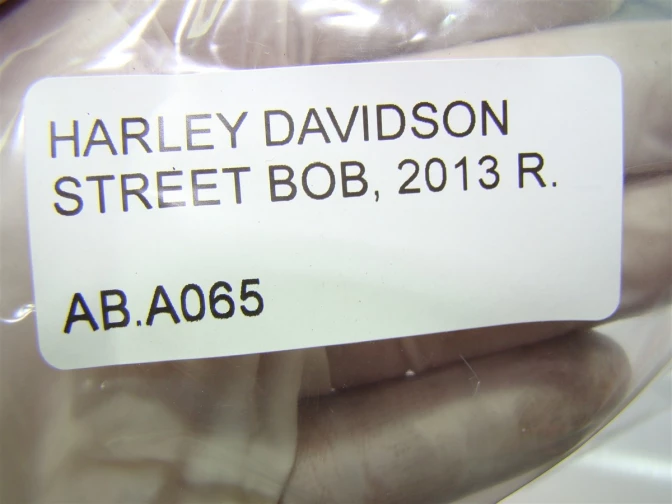 HARLEY DAVIDSON
STREET BOB, 2013 R.
AB.A065